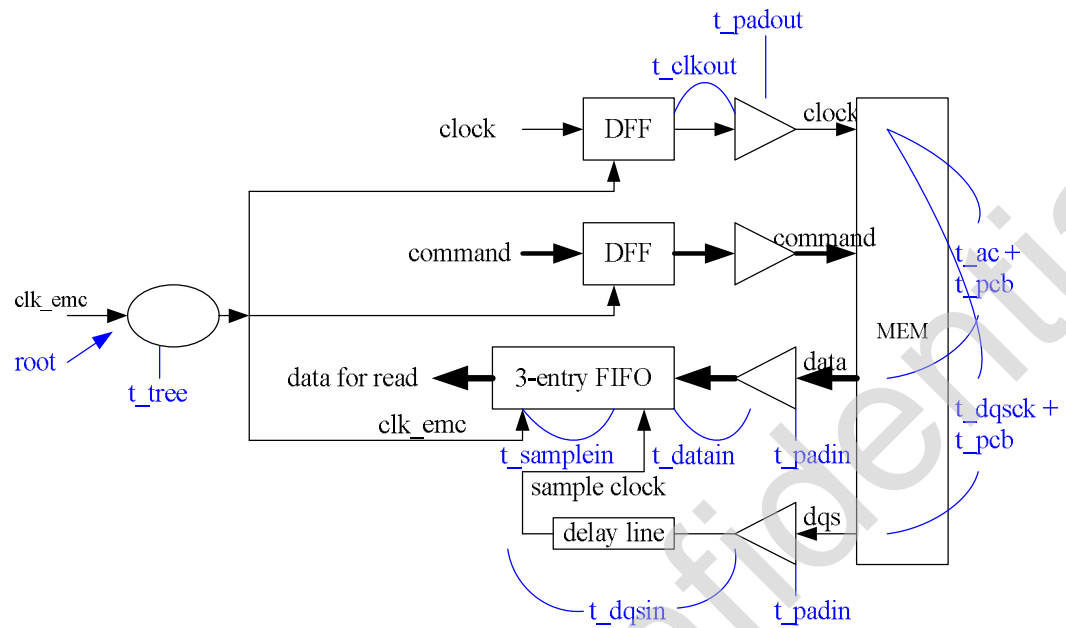 t_padout
t_clkout
clock
DFF
clock
command
DFF
command
t_ac +
t_pcb
clk_emc
root
t_tree
MEM
data for read
3-entry FIFO
data
clk_emc
t_samplein
t_datain
t_padin
t_dqsck +
t_pcb
sample clock
delay line
dqs
t_dqsin
t_padin